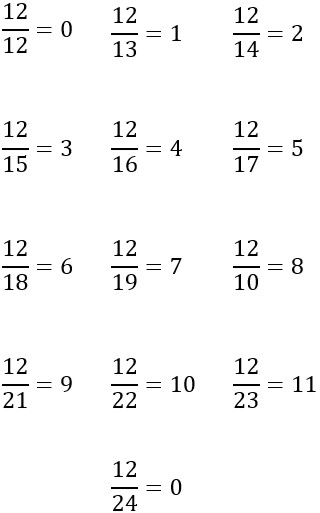 12/12 = 0 12/13 = 1 12/14 = 2
12/15 = 3 12/16 = 4 12/17 = 5
12/18 = 6 12/19 = 7 12/10 = 8
12/21 = 9 12/22 = 10 12/23 = 11
12/24 = 0